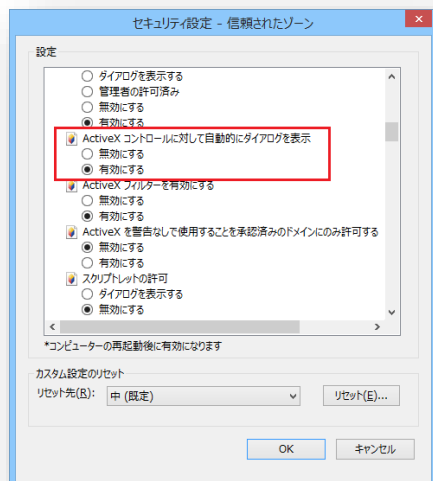 セキュリティ設定 - 信頼されたゾーン
設定
ダイアログを表示する
管理者の許可済み
無効にする
有効にする
ActiveX コントロールに対して自動的にダイアログを表示
無効にする
有効にする
ActiveX フィルターを有効にする
無効にする
有効にする
ActiveX を警告なしで使用することを承認済みのドメインにのみ許可する
無効にする
有効にする
スクリプトレットの許可
ダイアログを表示する
無効にする
*コンピューターの再起動後に有効になります
カスタム設定のリセット
リセット先(R): 中 (既定) リセット(E)...
OK キャンセル